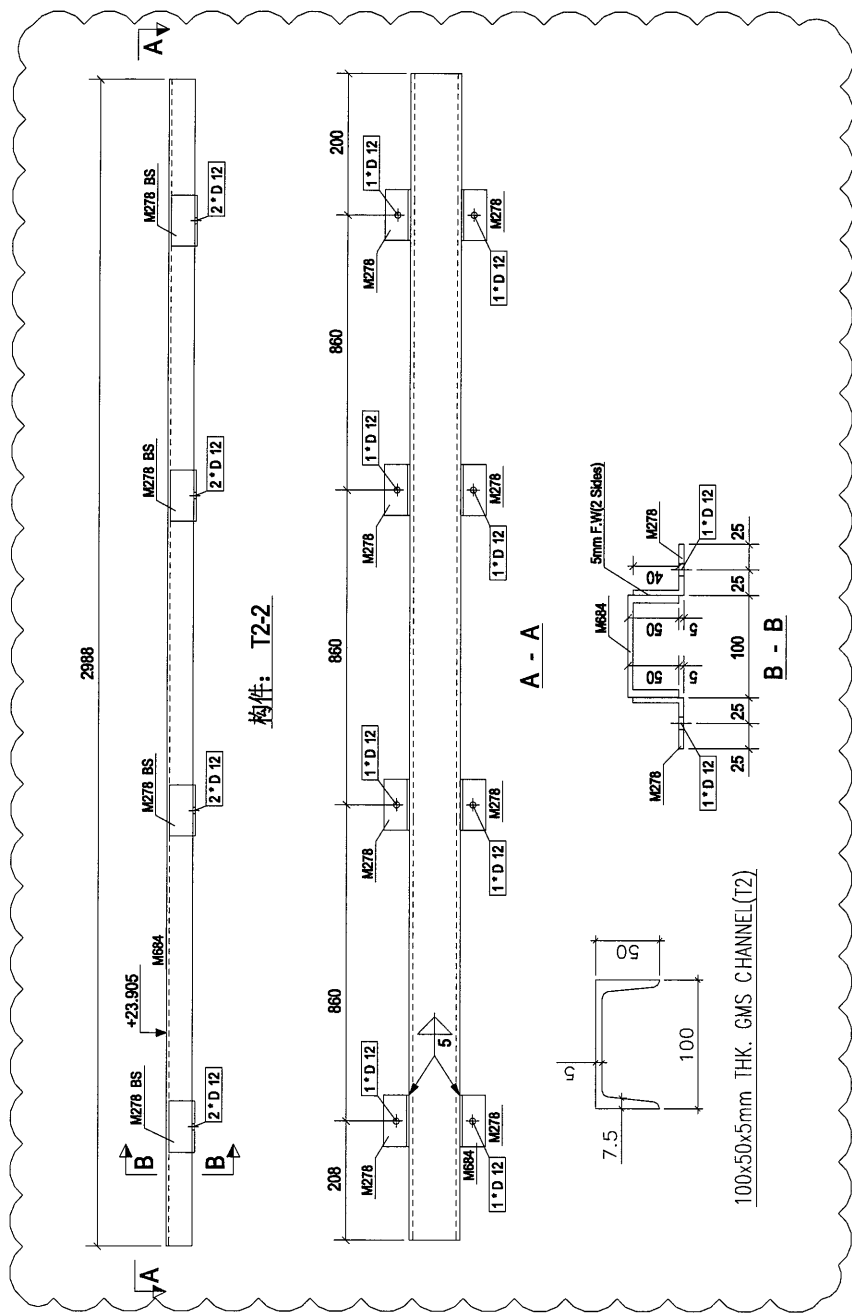 A
A
2988
M278 BS
2*D 12
B
B
+23.905
M684
M278 BS
2*D 12
M278 BS
2*D 12
M278 BS
2*D 12
构件: T2-2
208
860
860
860
200
1*D 12
M278
1*D 12
M278
1*D 12
M278
1*D 12
M278
5
M684
M278
1*D 12
M278
1*D 12
M278
1*D 12
M278
1*D 12
A - A
7.5
5
50
100
100x50x5mm THK. GMS CHANNEL(T2)
M684
5mm F.W(2 Sides)
M278
M278
1*D 12
1*D 12
50
50
40
5
5
25
25
100
25
25
B - B